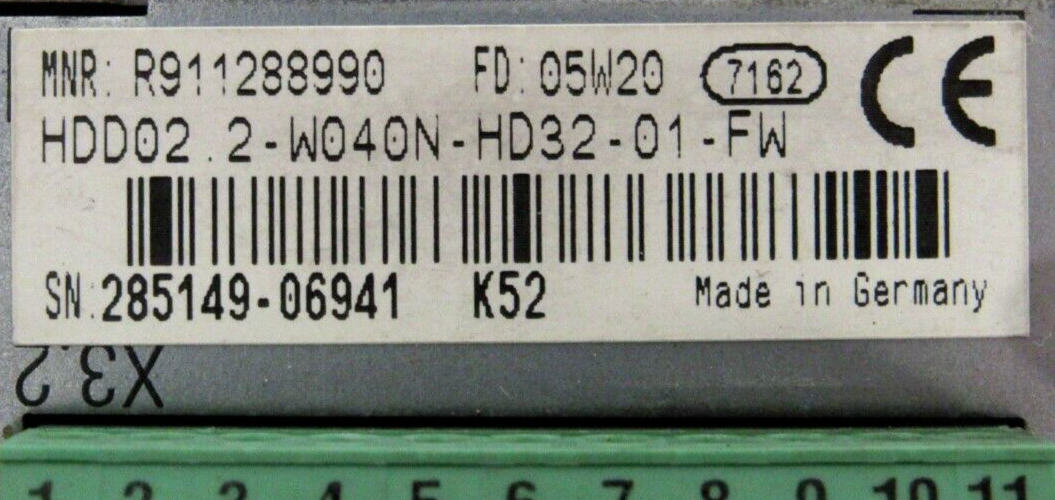 MNR: R911288990 FD: 05W20 7162 CE
HDD02.2-W040N-HD32-01-FW
SN:285149-06941 K52 Made in Germany
X3.2
1 2 3 4 5 6 7 8 9 10 11